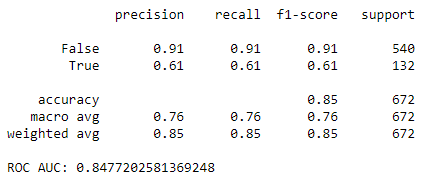 precision recall f1-score support
False 0.91 0.91 0.91 540
True 0.61 0.61 0.61 132
accuracy 0.85 672
macro avg 0.76 0.76 0.76 672
weighted avg 0.85 0.85 0.85 672
ROC AUC: 0.8477202581369248